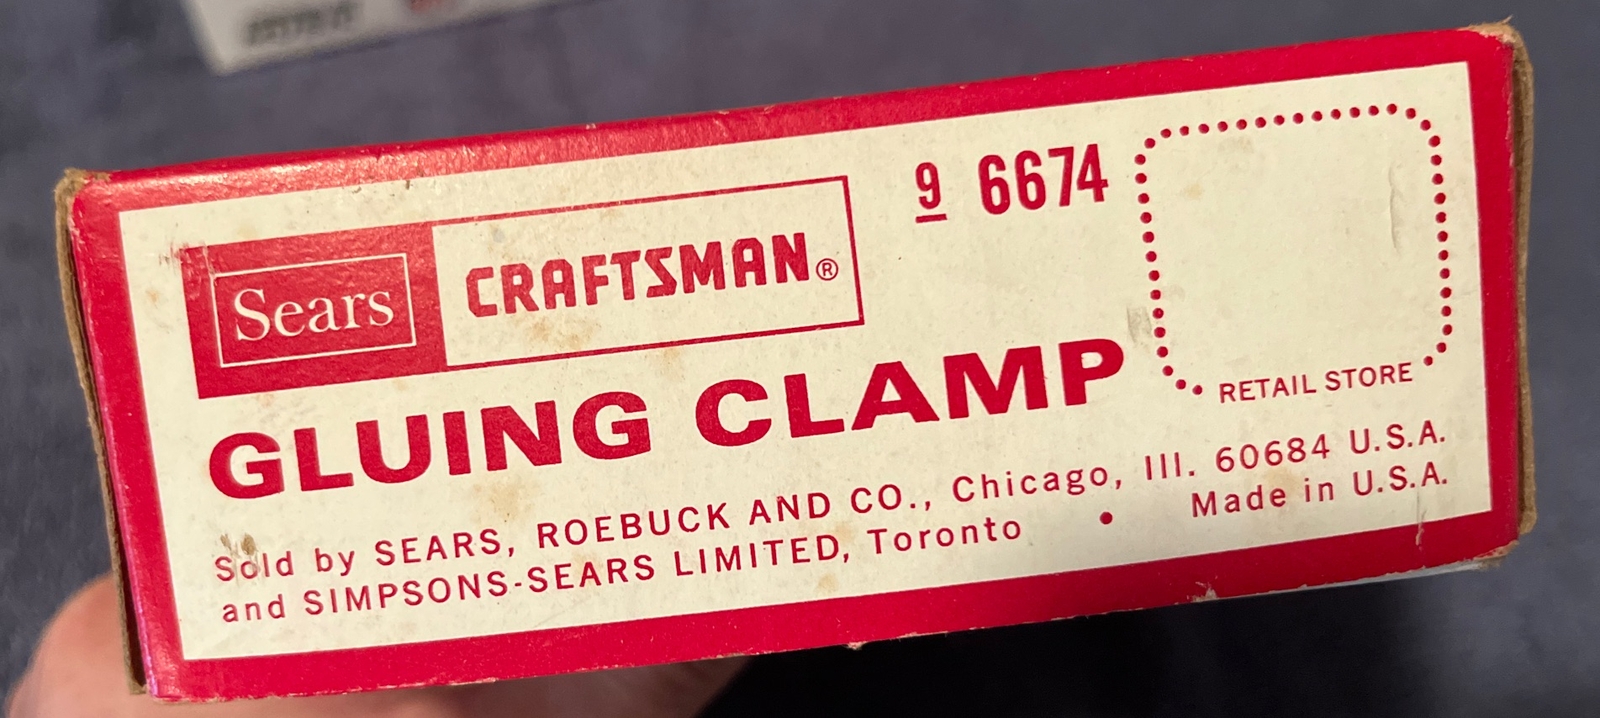 Sears
CRAFTSMAN®
9 6674
GLUING CLAMP
RETAIL STORE
Sold by SEARS, ROEBUCK AND CO., Chicago, Ill. 60684 U.S.A.
and SIMPSONS-SEARS LIMITED, Toronto • Made in U.S.A.